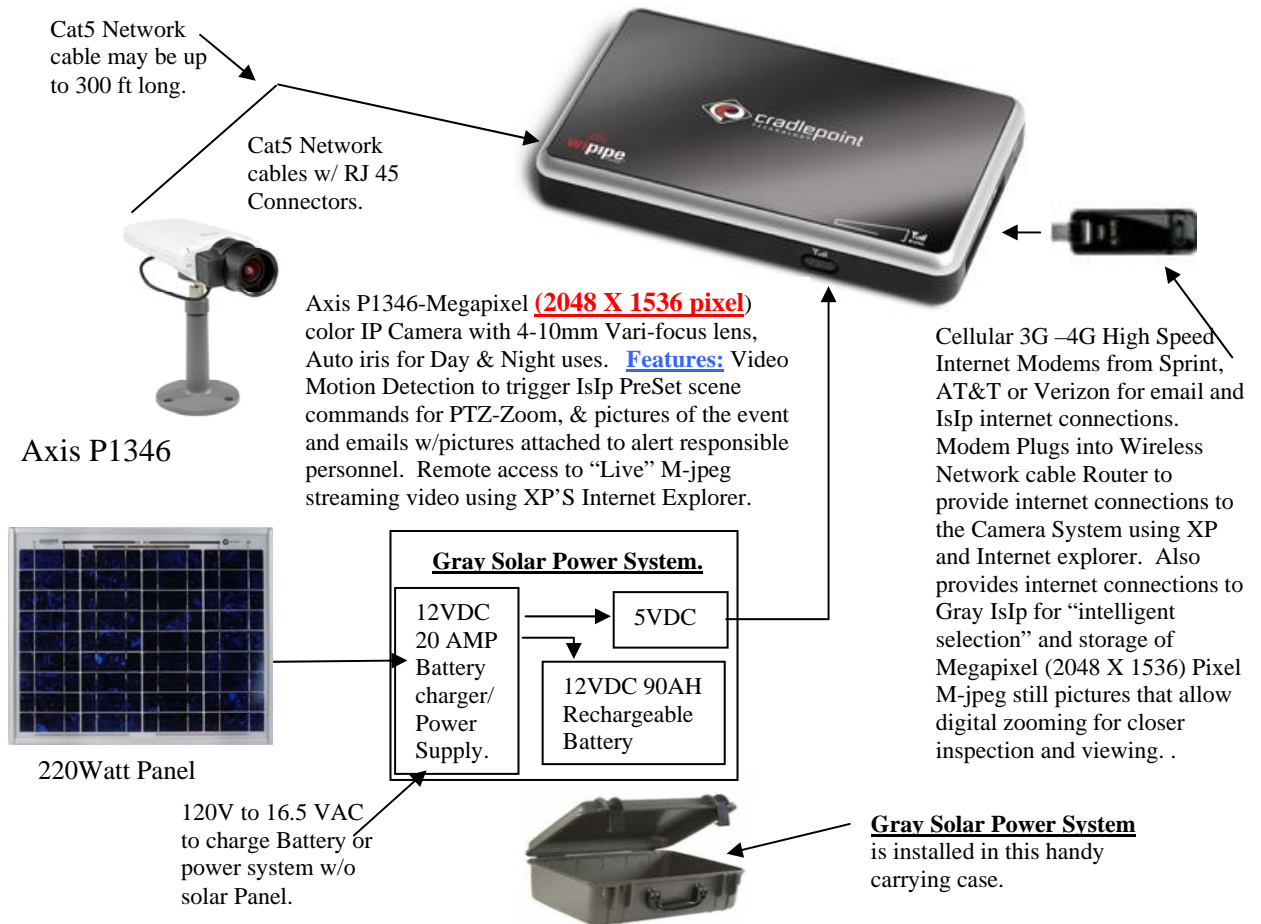 Cat5 Network
cable may be up
to 300 ft long.
Cat5 Network
cables w/ RJ 45
Connectors.
cradlepoint
TECHNOLOGY
wipipe
Axis P1346
Axis P1346-Megapixel (2048 X 1536 pixel)
color IP Camera with 4-10mm Vari-focus lens,
Auto iris for Day & Night uses. Features: Video
Motion Detection to trigger IsIp PreSet scene
commands for PTZ-Zoom, & pictures of the event
and emails w/pictures attached to alert responsible
personnel. Remote access to “Live” M-jpeg
streaming video using XP’S Internet Explorer.
Cellular 3G –4G High Speed
Internet Modems from Sprint,
AT&T or Verizon for email and
IsIp internet connections.
Modem Plugs into Wireless
Network cable Router to
provide internet connections to
the Camera System using XP
and Internet explorer. Also
provides internet connections to
Gray IsIp for “intelligent
selection” and storage of
Megapixel (2048 X 1536) Pixel
M-jpeg still pictures that allow
digital zooming for closer
inspection and viewing. .
Gray Solar Power System.
12VDC
20 AMP
Battery
charger/
Power
Supply.
5VDC
12VDC 90AH
Rechargeable
Battery
220Watt Panel
120V to 16.5 VAC
to charge Battery or
power system w/o
solar Panel.
Gray Solar Power System
is installed in this handy
carrying case.